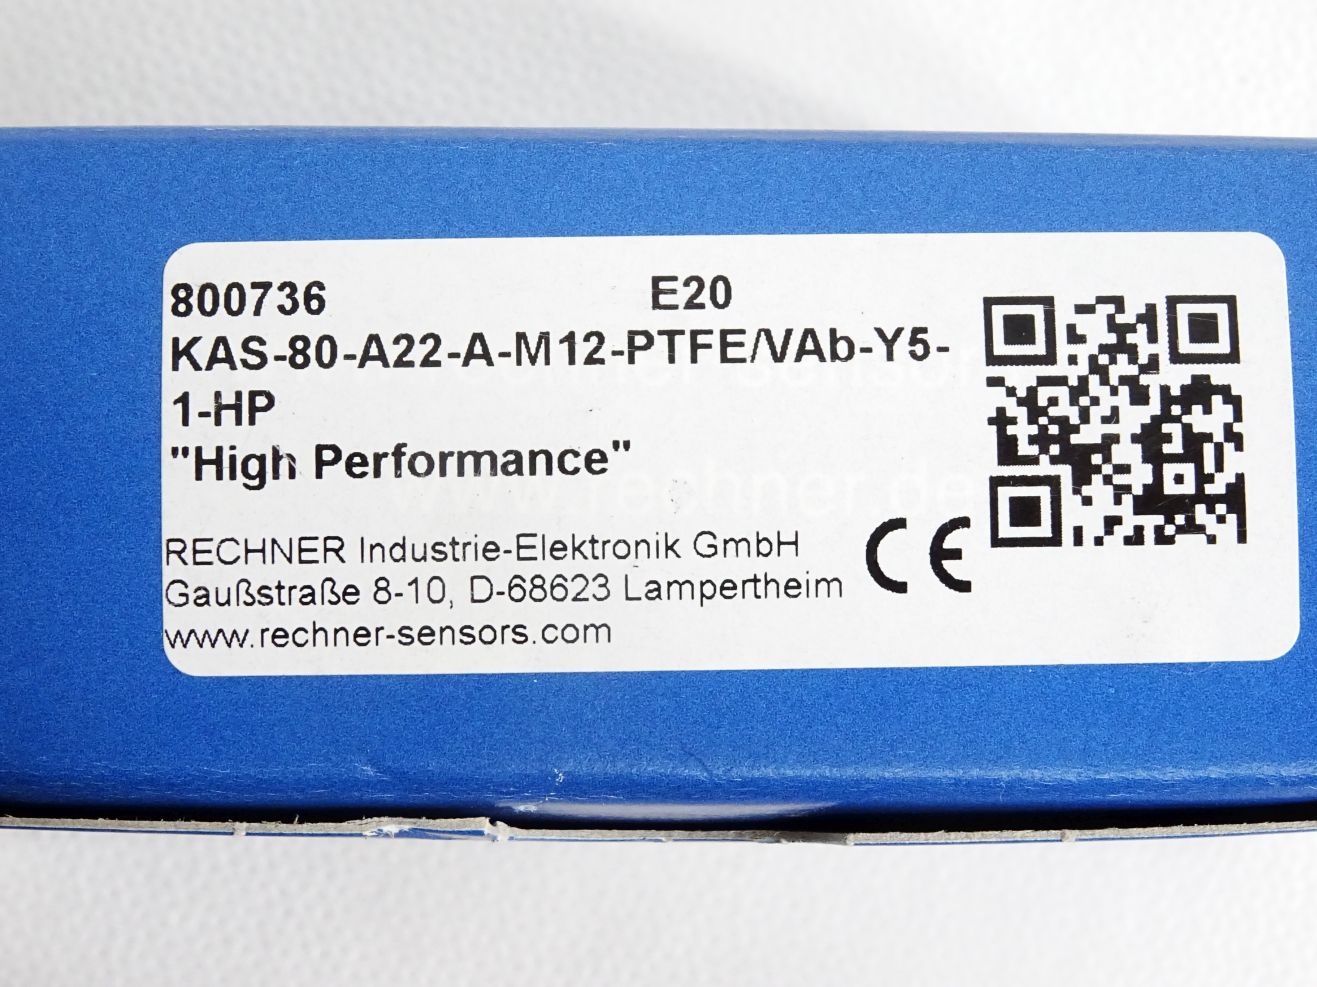 800736 E20
KAS-80-A22-A-M12-PTFE/VAb-Y5-
1-HP
"High Performance"
RECHNER Industrie-Elektronik GmbH
Gaußstraße 8-10, D-68623 Lampertheim
www.rechner-sensors.com
CE